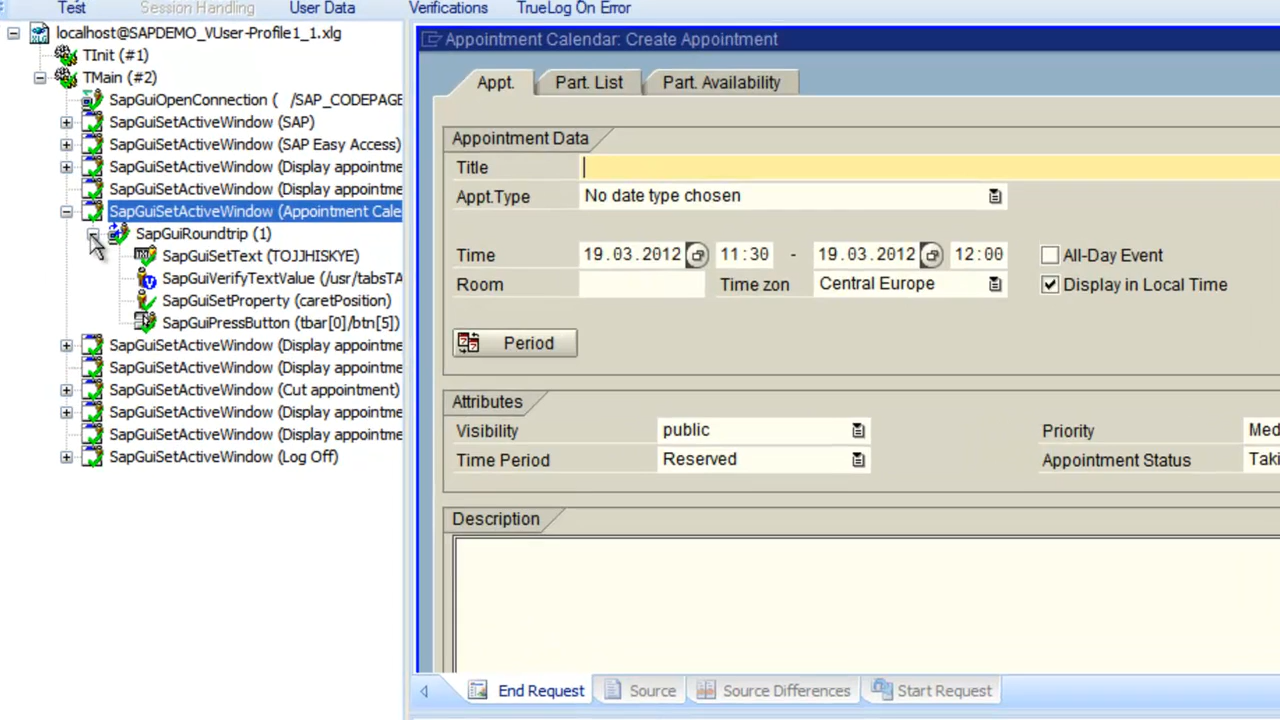 Test Session Handling User Data Verifications TrueLog On Error
localhost@SAPDEMO_VUser-Profile1_1.xlg
TInit (#1)
TMain (#2)
SapGuiOpenConnection ( /SAP_CODEPAGE
SapGuiSetActiveWindow (SAP)
SapGuiSetActiveWindow (SAP Easy Access)
SapGuiSetActiveWindow (Display appointme
SapGuiSetActiveWindow (Display appointme
SapGuiSetActiveWindow (Appointment Cale
SapGuiRoundtrip (1)
SapGuiSetText (TOJJHISKYE)
SapGuiVerifyTextValue (/usr/tabsTA
SapGuiSetProperty (caretPosition)
SapGuiPressButton (tbar[0]/btn[5])
SapGuiSetActiveWindow (Display appointme
SapGuiSetActiveWindow (Display appointme
SapGuiSetActiveWindow (Cut appointment)
SapGuiSetActiveWindow (Display appointme
SapGuiSetActiveWindow (Display appointme
SapGuiSetActiveWindow (Log Off)
Appointment Calendar: Create Appointment
Appt. Part. List Part. Availability
Appointment Data
Title
Appt.Type No date type chosen
Time 19.03.2012 11:30 - 19.03.2012 12:00 All-Day Event
Room Time zon Central Europe Display in Local Time
Period
Attributes
Visibility public Priority Med
Time Period Reserved Appointment Status Taki
Description
End Request Source Source Differences Start Request